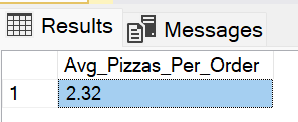 Results Messages
Avg_Pizzas_Per_Order
1 2.32